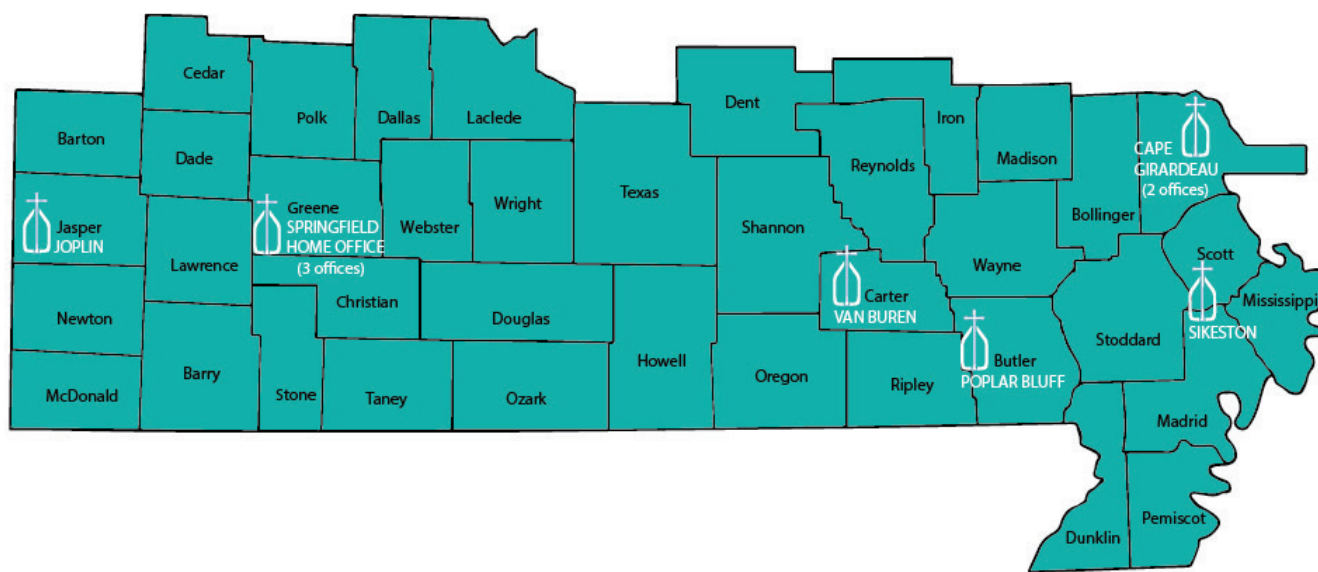 Cedar
Polk
Dallas
Laclede
Dent
Iron
Barton
Dade
Reynolds
Madison
CAPE
GIRARDEAU
(2 offices)
Jasper
JOPLIN
Greene
SPRINGFIELD
HOME OFFICE
(3 offices)
Webster
Wright
Texas
Shannon
Bollinger
Lawrence
Wayne
Scott
Newton
Christian
Douglas
Carter
VAN BUREN
Mississippi
SIKESTON
Stoddard
McDonald
Barry
Stone
Taney
Ozark
Howell
Oregon
Ripley
Butler
POPLAR BLUFF
Madrid
Dunklin
Pemiscot